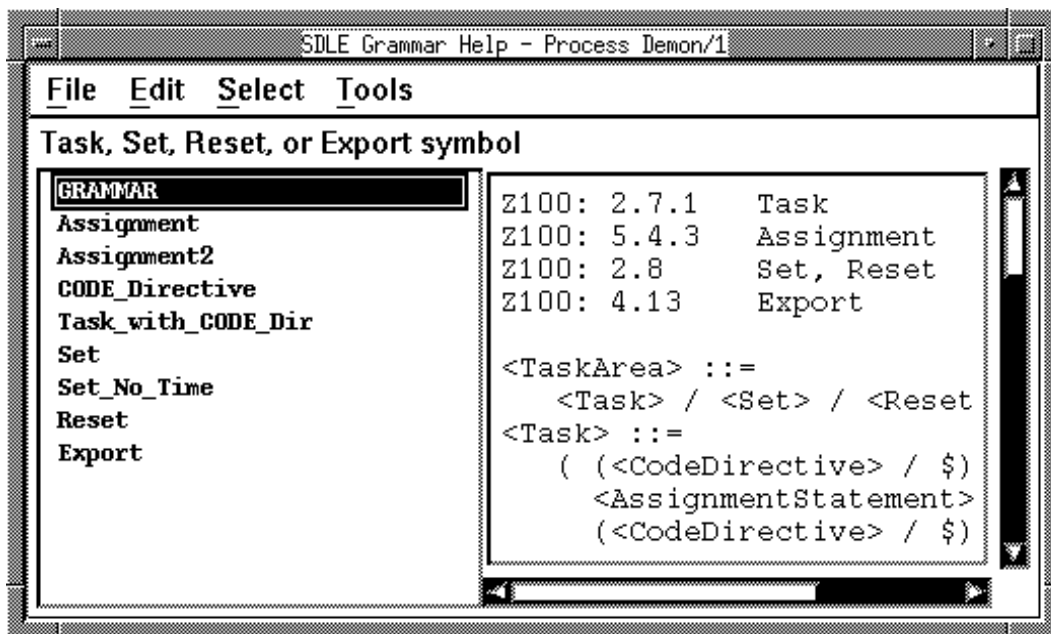 SDLE Grammar Help - Process Demon/1
File Edit Select Tools
Task, Set, Reset, or Export symbol
GRAMMAR
Assignment
Assignment2
CODE_Directive
Task_with_CODE_Dir
Set
Set_No_Time
Reset
Export
Z100: 2.7.1 Task
Z100: 5.4.3 Assignment
Z100: 2.8 Set, Reset
Z100: 4.13 Export
<TaskArea> ::=
<Task> / <Set> / <Reset
<Task> ::=
( (<CodeDirective> / $)
<AssignmentStatement>
(<CodeDirective> / $)